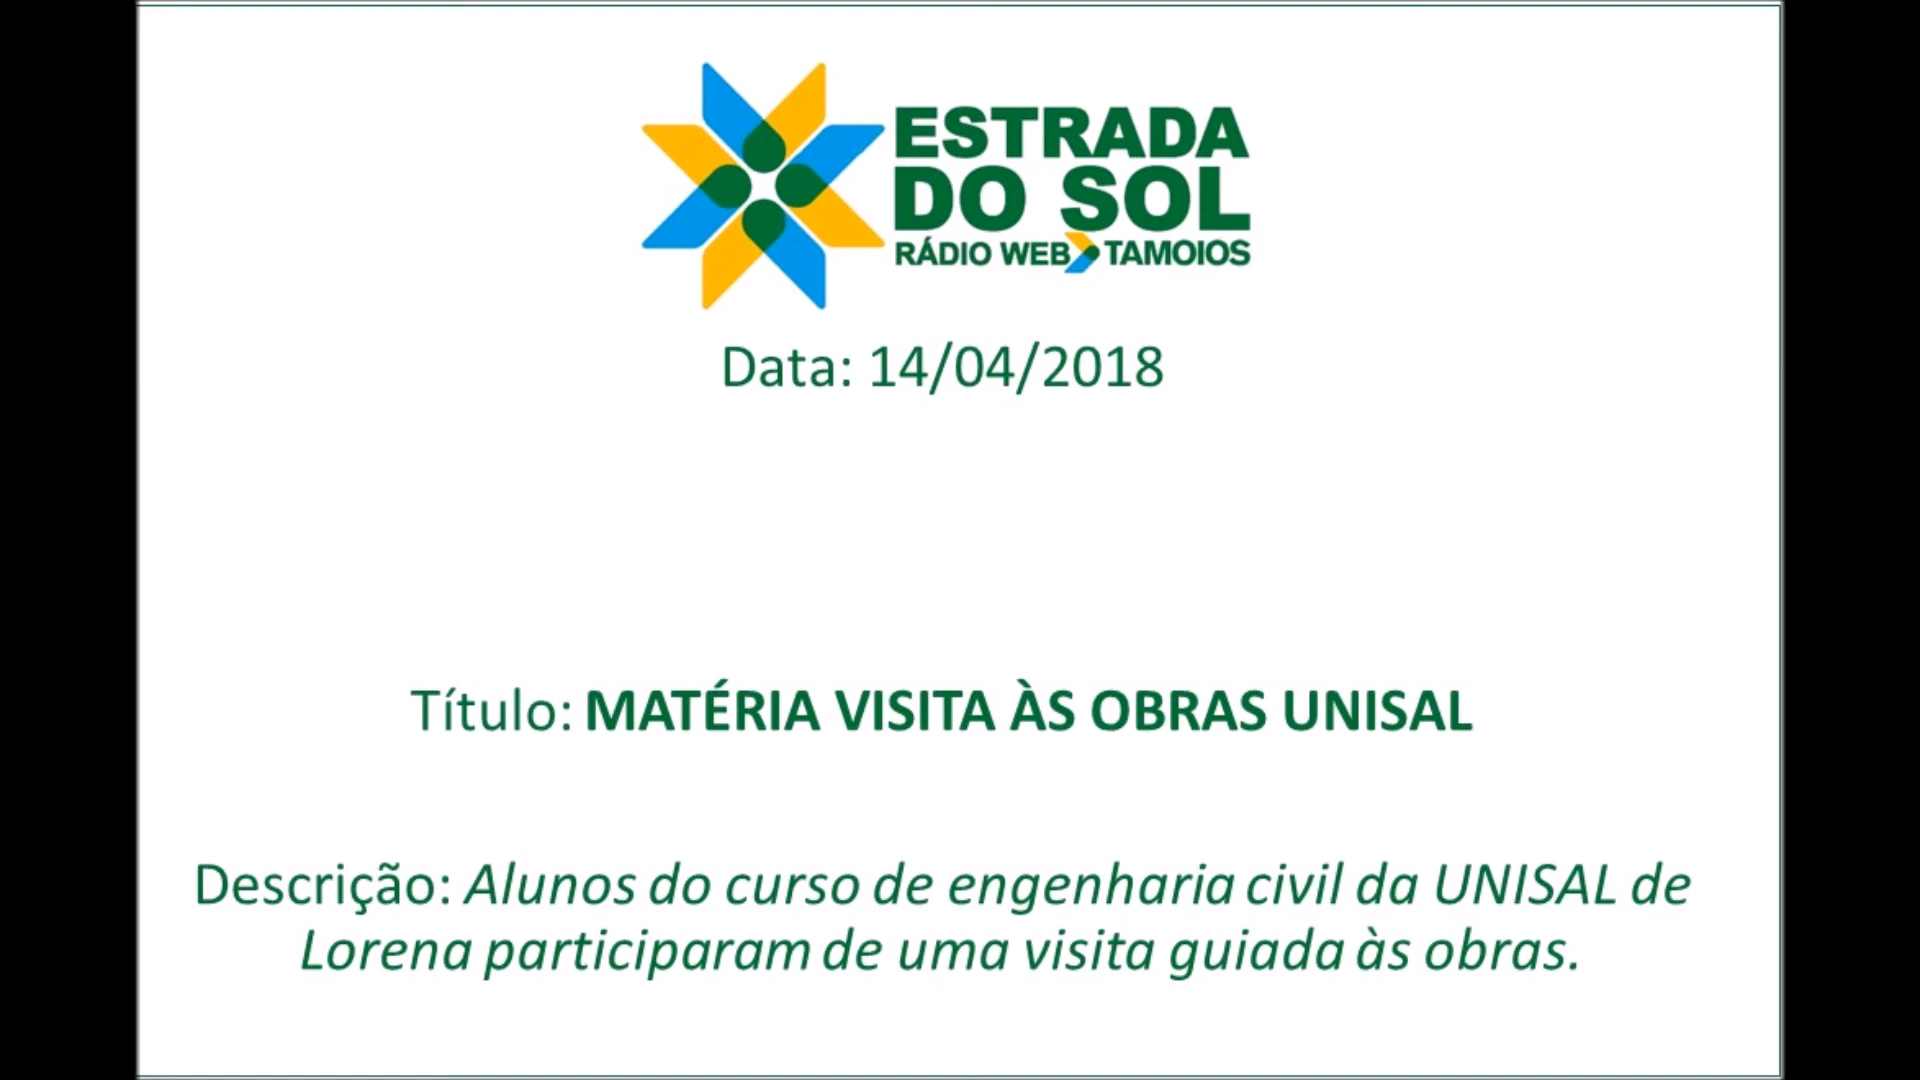 ESTRADA
DO SOL
RÁDIO WEB TAMOIOS
Data: 14/04/2018
Título: MATÉRIA VISITA ÀS OBRAS UNISAL
Descrição: Alunos do curso de engenharia civil da UNISAL de
Lorena participaram de uma visita guiada às obras.